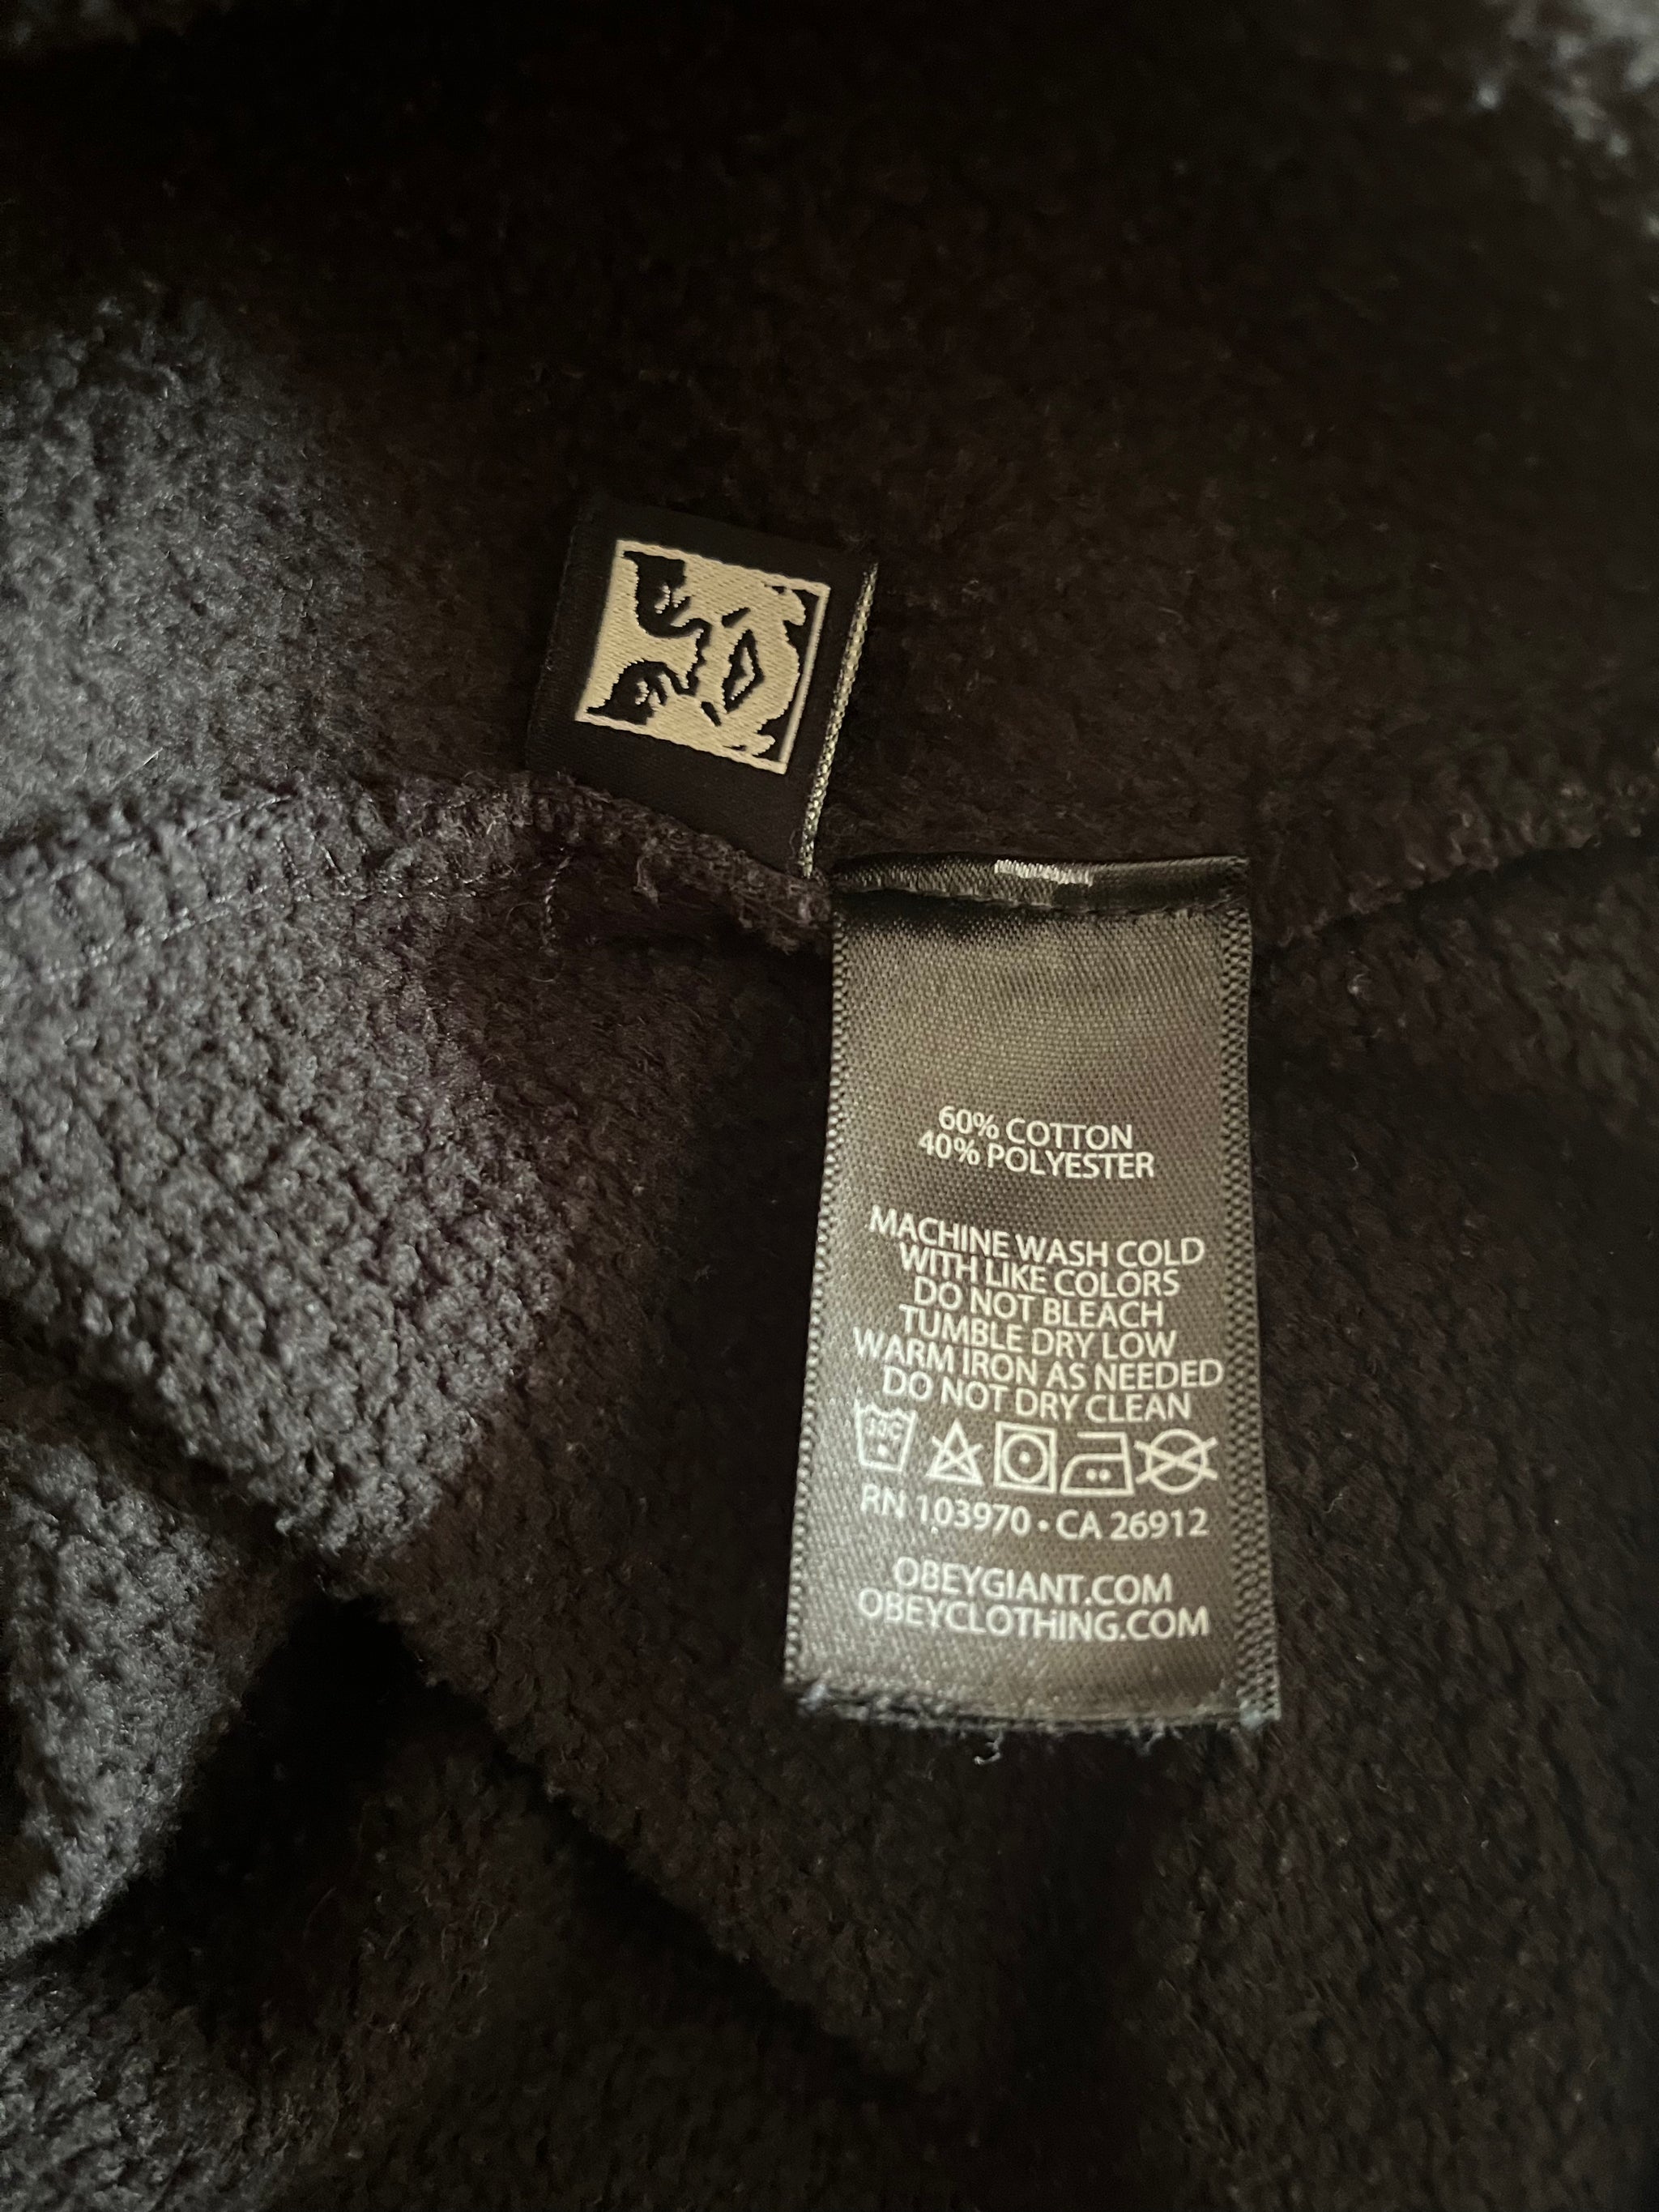 60% COTTON
40% POLYESTER
MACHINE WASH COLD
WITH LIKE COLORS
DO NOT BLEACH
TUMBLE DRY LOW
WARM IRON AS NEEDED
DO NOT DRY CLEAN
RN 103970 • CA 26912
OBEYGIANT.COM
OBEYCLOTHING.COM